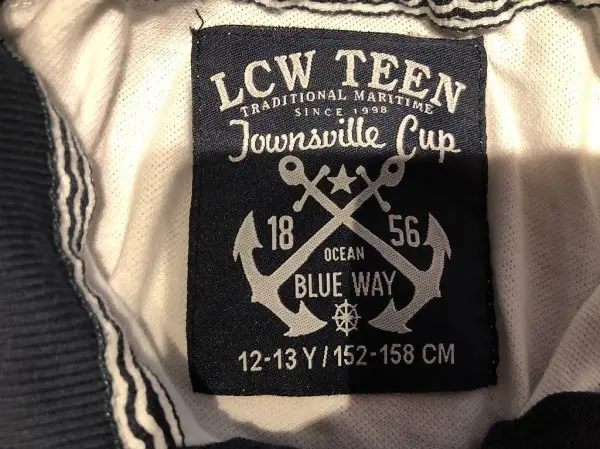 LCW TEEN
TRADITIONAL MARITIME
SINCE 1998
Townsville Cup
18 56
OCEAN
BLUE WAY
12-13 Y / 152-158 CM